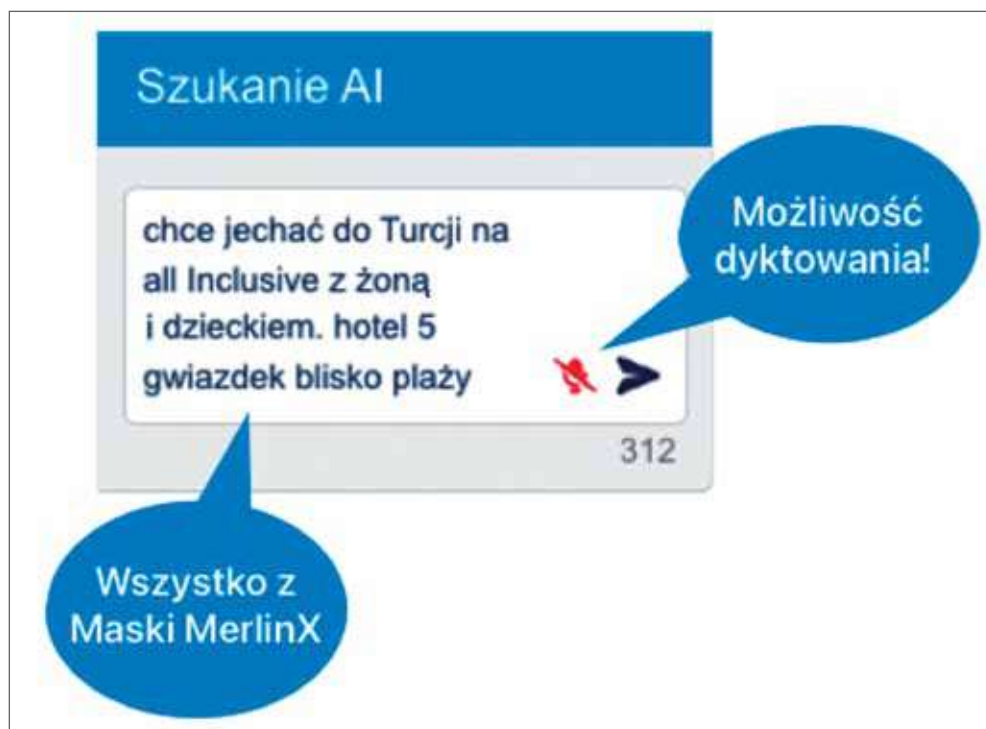 Szukanie AI
chce jechać do Turcji na
all Inclusive z żoną
i dzieckiem. hotel 5
gwiazdek blisko plaży
312
Możliwość
dyktowania!
Wszystko z
Maski MerlinX